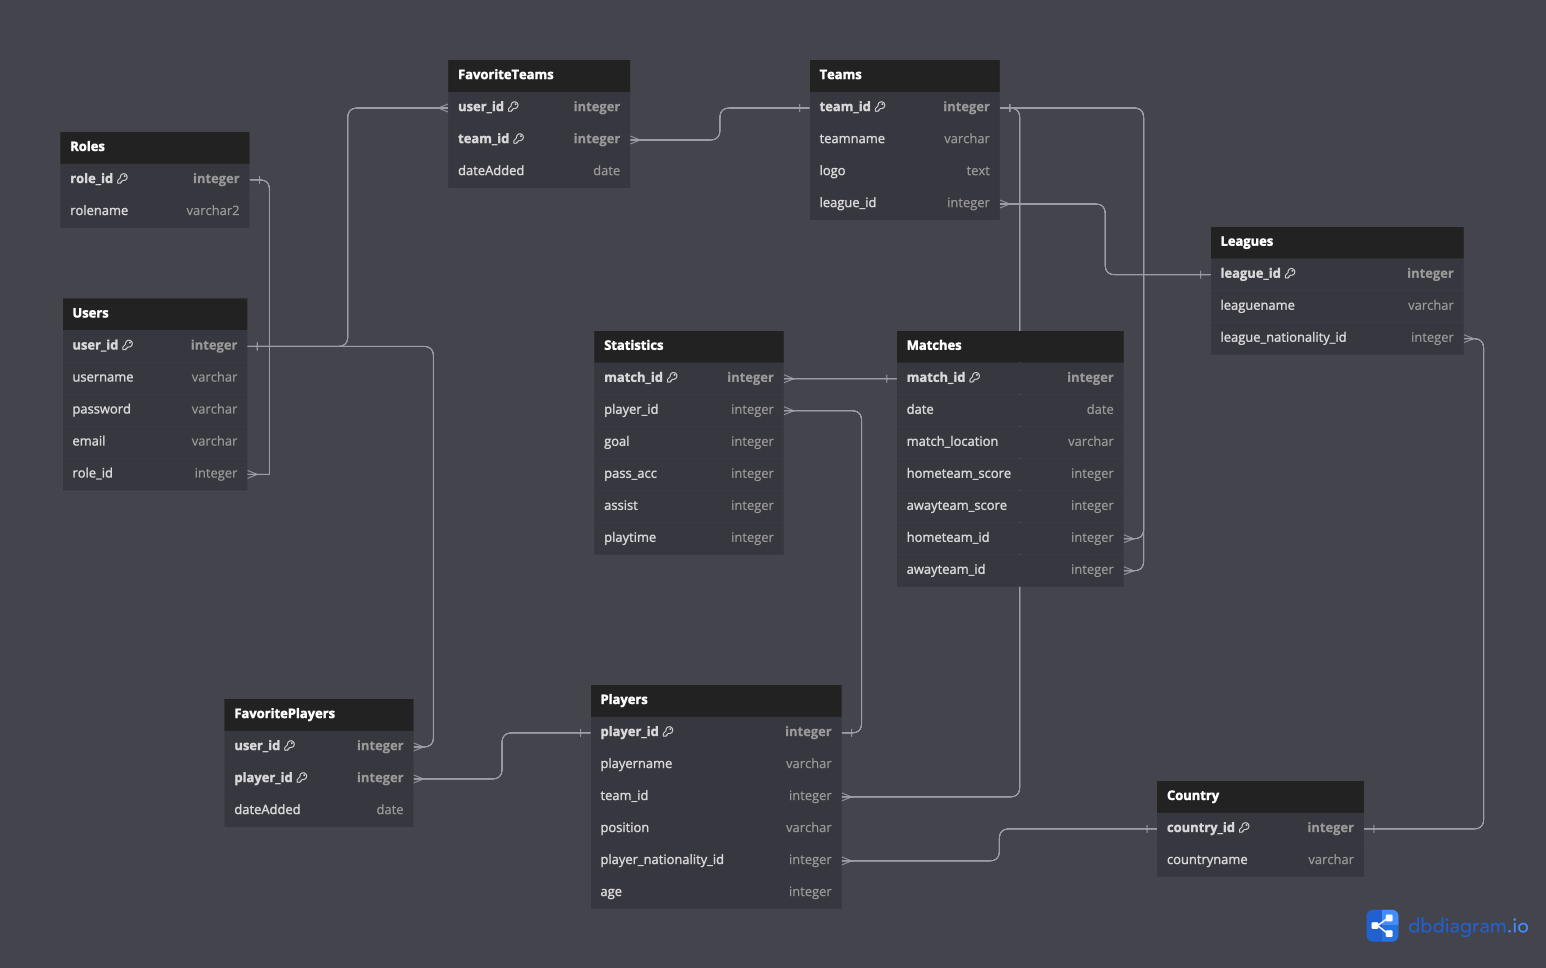 FavoriteTeams
user_id integer
team_id integer
dateAdded date
Teams
team_id integer
teamname varchar
logo text
league_id integer
Roles
role_id integer
rolename varchar2
Leagues
league_id integer
leaguename varchar
league_nationality_id integer
Users
user_id integer
username varchar
password varchar
email varchar
role_id integer
Statistics
match_id integer
player_id integer
goal integer
pass_acc integer
assist integer
playtime integer
Matches
match_id integer
date date
match_location varchar
hometeam_score integer
awayteam_score integer
hometeam_id integer
awayteam_id integer
FavoritePlayers
user_id integer
player_id integer
dateAdded date
Players
player_id integer
playername varchar
team_id integer
position varchar
player_nationality_id integer
age integer
Country
country_id integer
countryname varchar
dbdiagram.io